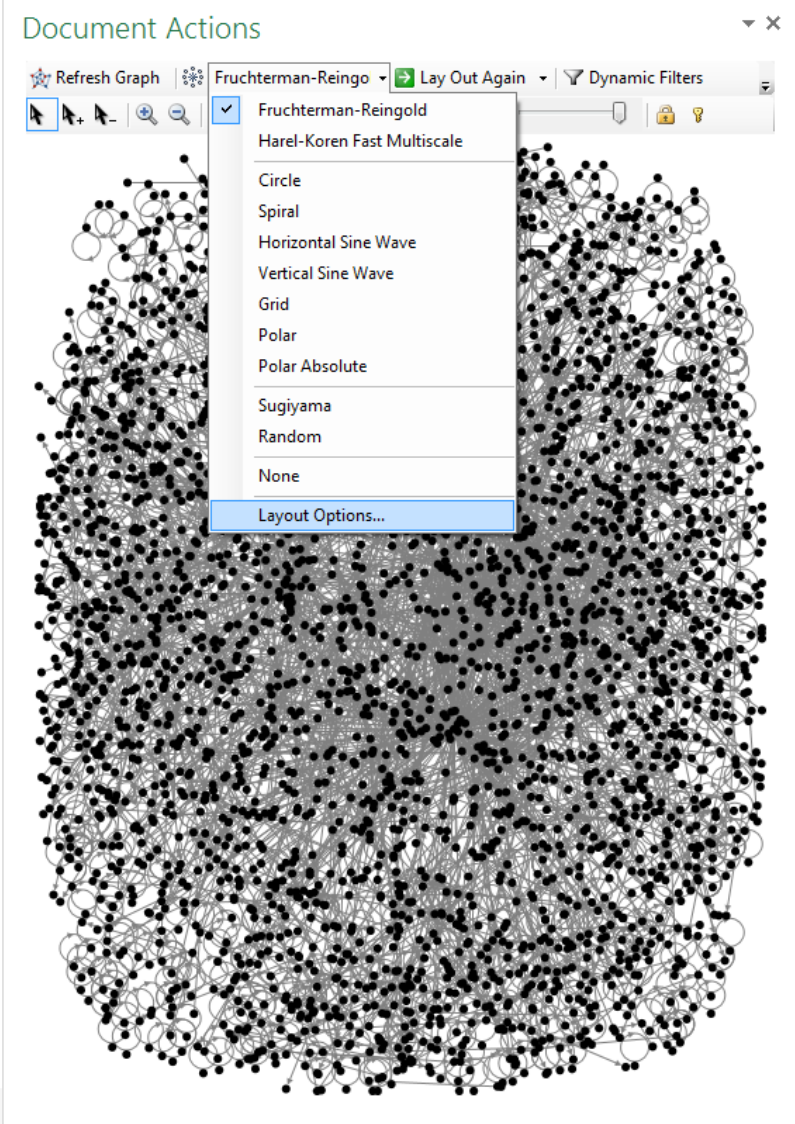 Document Actions
Refresh Graph Fruchterman-Reingo Lay Out Again Dynamic Filters
Fruchterman-Reingold
Harel-Koren Fast Multiscale
Circle
Spiral
Horizontal Sine Wave
Vertical Sine Wave
Grid
Polar
Polar Absolute
Sugiyama
Random
None
Layout Options...